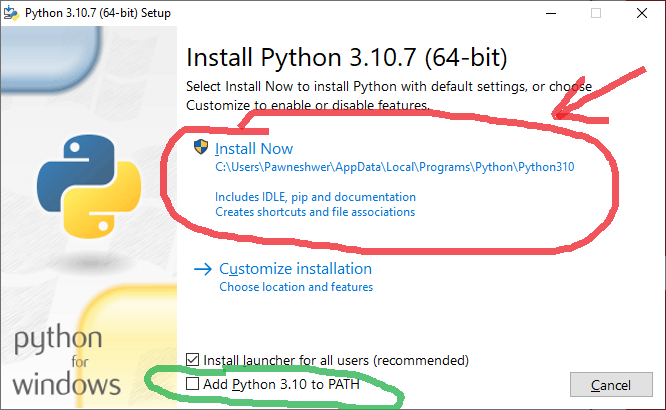 Python 3.10.7 (64-bit) Setup
Install Python 3.10.7 (64-bit)
Select Install Now to install Python with default settings, or choose
Customize to enable or disable features.
Install Now
C:\Users\Pawneshwer\AppData\Local\Programs\Python\Python310
Includes IDLE, pip and documentation
Creates shortcuts and file associations
→ Customize installation
Choose location and features
python
for
windows
Install launcher for all users (recommended)
Add Python 3.10 to PATH
Cancel